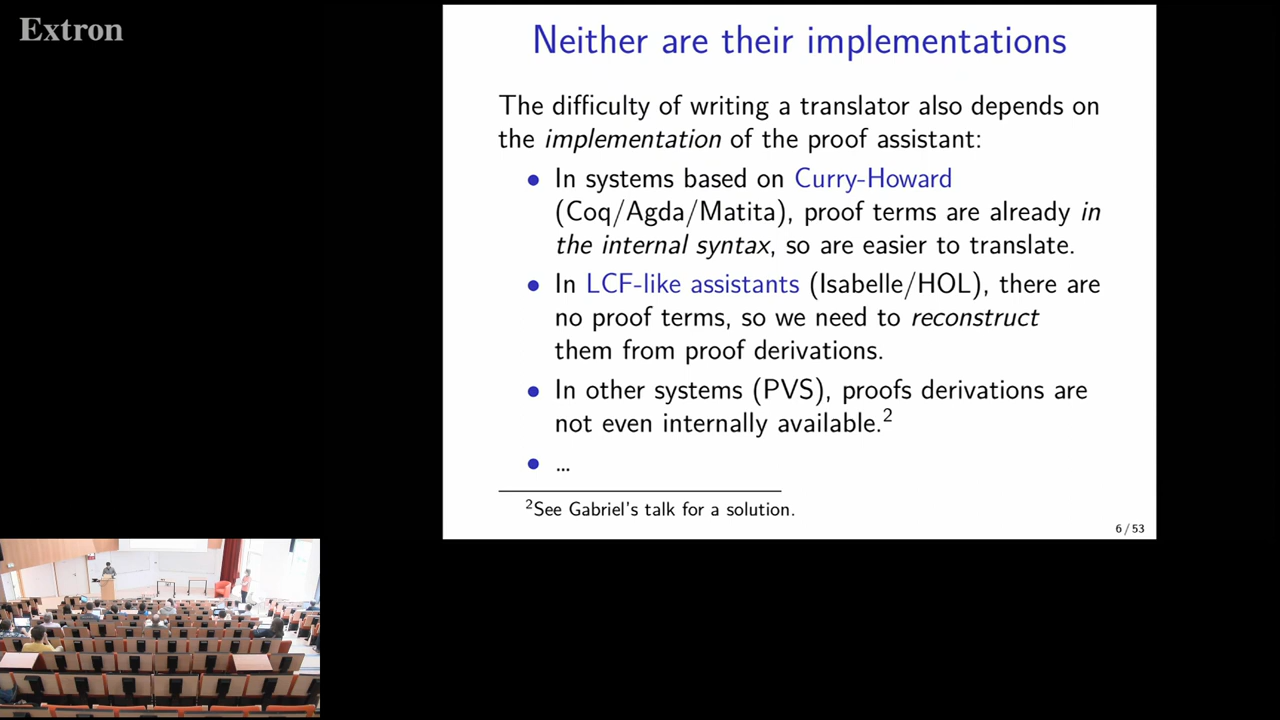 Extron
Neither are their implementations
The difficulty of writing a translator also depends on
the implementation of the proof assistant:
• In systems based on Curry-Howard
(Coq/Agda/Matita), proof terms are already in
the internal syntax, so are easier to translate.
• In LCF-like assistants (Isabelle/HOL), there are
no proof terms, so we need to reconstruct
them from proof derivations.
• In other systems (PVS), proofs derivations are
not even internally available.2
• ...
2See Gabriel's talk for a solution.
6 / 53